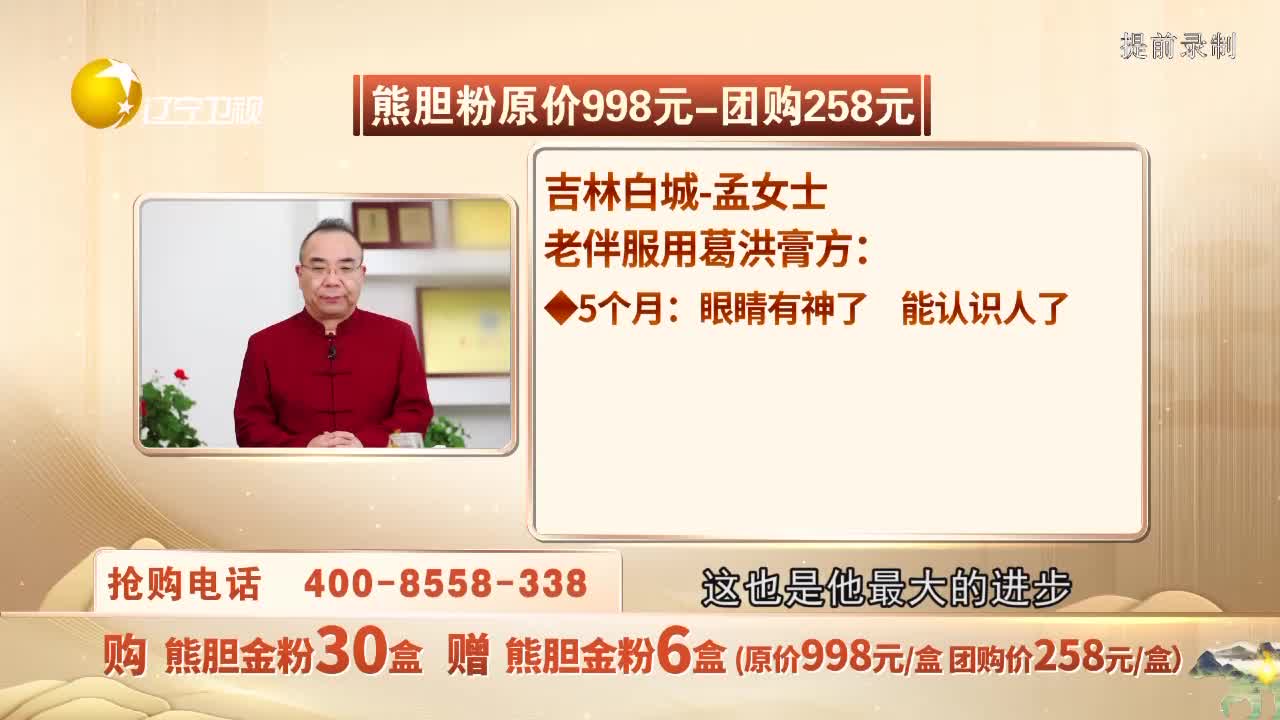 提前录制
辽宁卫视
熊胆粉原价998元-团购258元
吉林白城-孟女士
老伴服用葛洪膏方：
◆5个月：眼睛有神了 能认识人了
抢购电话 400-8558-338
这也是他最大的进步
购 熊胆金粉30盒 赠 熊胆金粉6盒 (原价998元/盒 团购价258元/盒)